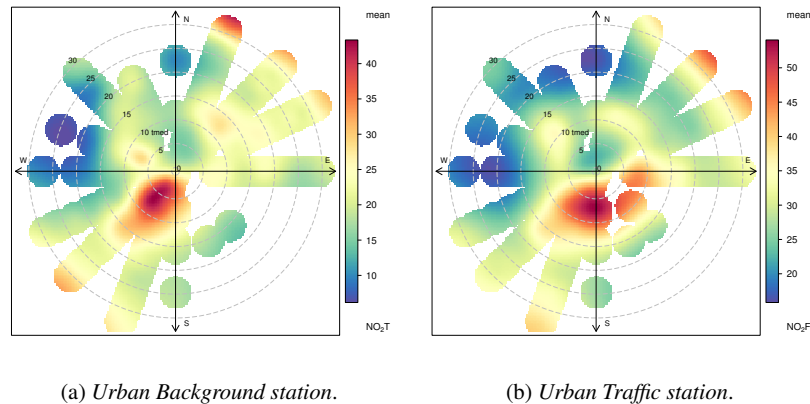 mean
N
30
25
20
15
10 tmed
5
0
W
E
S
40
35
30
25
20
15
10
NO₂T
mean
N
30
25
20
15
10 tmed
5
0
W
E
S
50
45
40
35
30
25
20
NO₂F
(a) Urban Background station.
(b) Urban Traffic station.